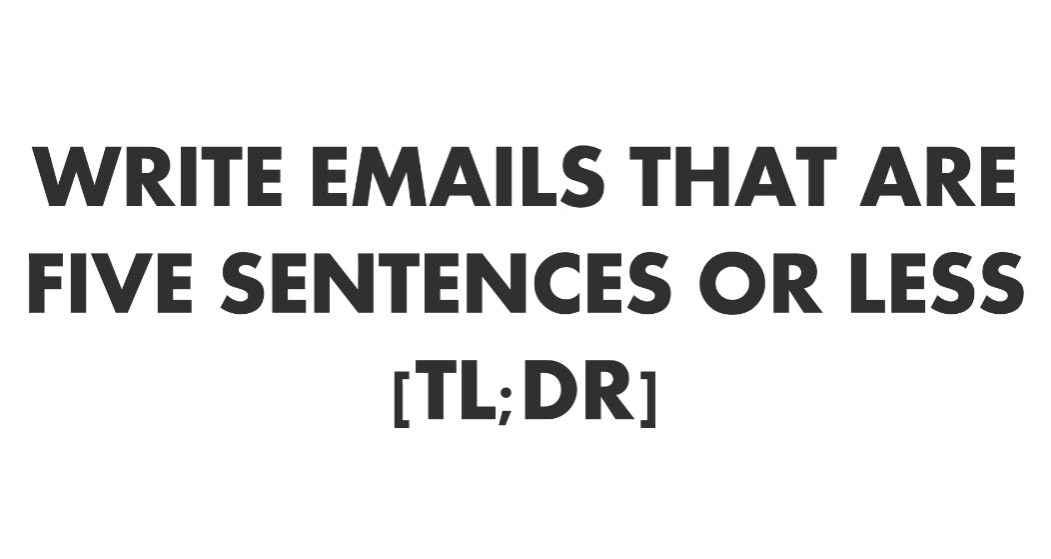 WRITE EMAILS THAT ARE
FIVE SENTENCES OR LESS
[TL;DR]